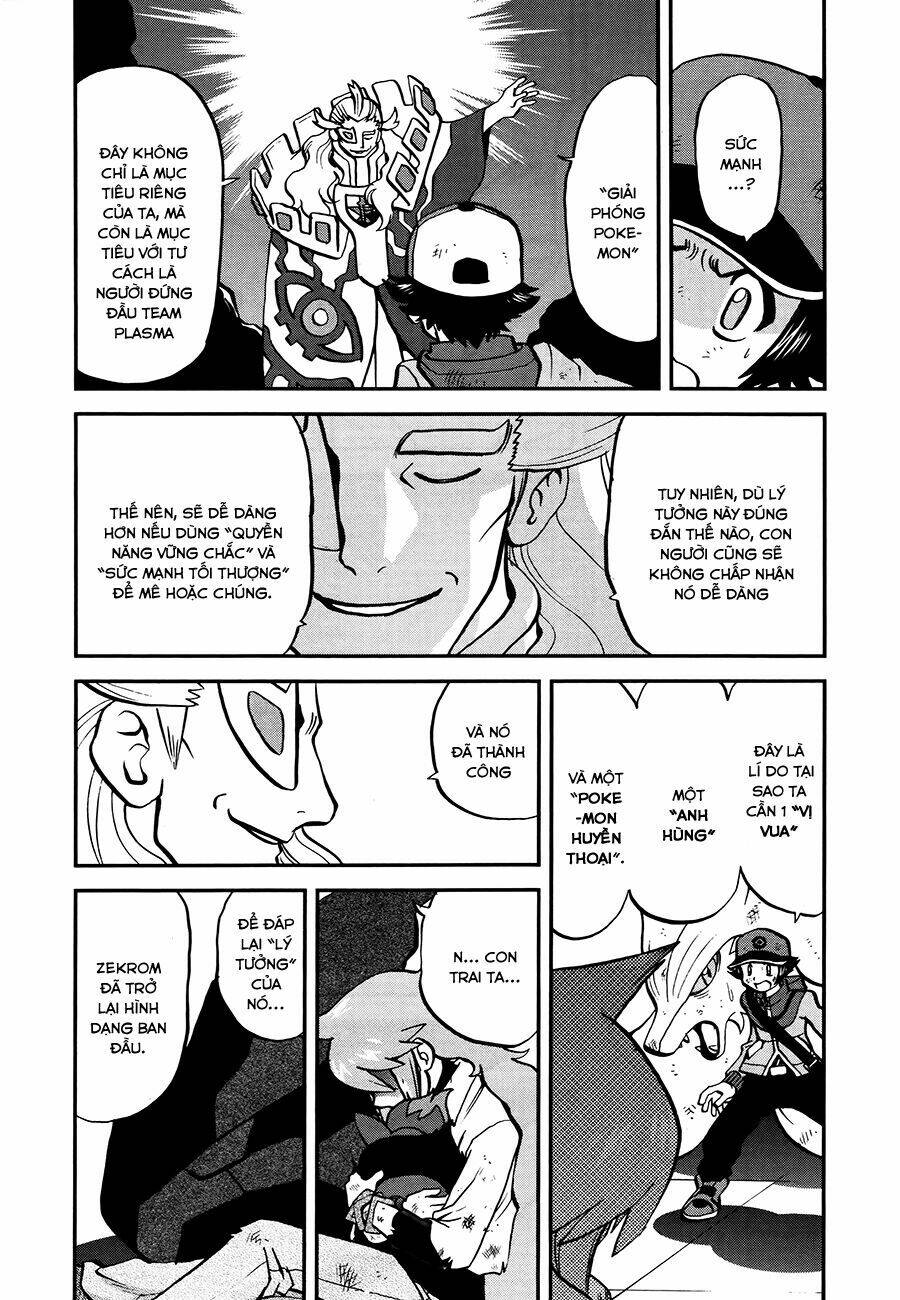 SỨC
MẠNH
...?
"GIẢI
PHÓNG
POKE-
MON"
ĐÂY KHÔNG
CHỈ LÀ MỤC
TIÊU RIÊNG
CỦA TA, MÀ
CÒN LÀ MỤC
TIÊU VỚI TƯ
CÁCH LÀ
NGƯỜI ĐỨNG
ĐẦU TEAM
PLASMA
TUY NHIÊN, DÙ LÝ
TƯỞNG NÀY ĐÚNG
ĐẮN THẾ NÀO, CON
NGƯỜI CŨNG SẼ
KHÔNG CHẤP NHẬN
NÓ DỄ DÀNG
THẾ NÊN, SẼ DỄ DÀNG
HƠN NẾU DÙNG "QUYỀN
NĂNG VỮNG CHẮC" VÀ
"SỨC MẠNH TỐI THƯỢNG"
ĐỂ MÊ HOẶC CHÚNG.
ĐÂY LÀ
LÍ DO TẠI
SAO TA
CẦN 1 "VỊ
VUA"
MỘT
"ANH
HÙNG"
VÀ MỘT
"POKE
-MON
HUYỀN
THOẠI".
VÀ NÓ
ĐÃ THÀNH
CÔNG
N... CON
TRAI TA...
ĐỂ ĐÁP
LẠI "LÝ
TƯỞNG" CỦA
NÓ...
ZEKROM
ĐÃ TRỞ
LẠI HÌNH
DẠNG BAN
ĐẦU.